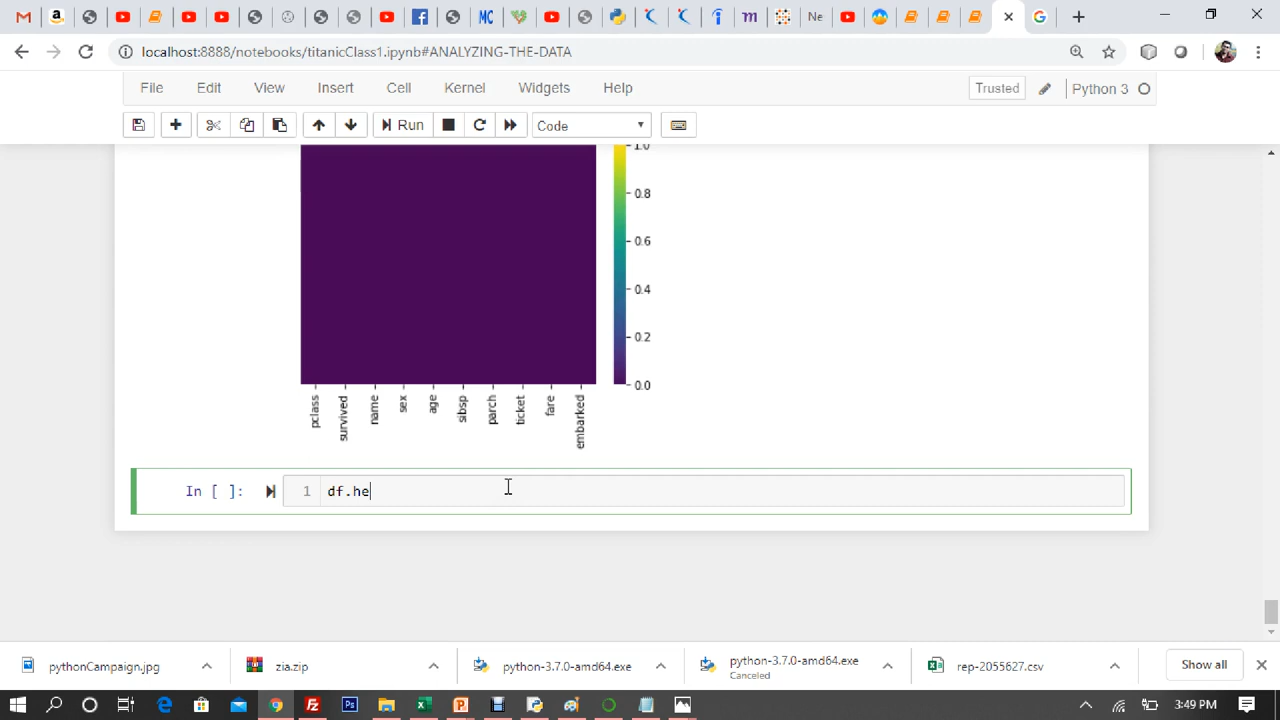 MC
Ne
localhost:8888/notebooks/titanicClass1.ipynb#ANALYZING-THE-DATA
File Edit View Insert Cell Kernel Widgets Help Trusted Python 3
Run Code
1.0
0.8
0.6
0.4
0.2
0.0
pclass survived name sex age sibsp parch ticket fare embarked
In [ ]: 1 df.he
pythonCampaign.jpg zia.zip python-3.7.0-amd64.exe python-3.7.0-amd64.exe rep-2055627.csv Show all
Canceled
3:49 PM